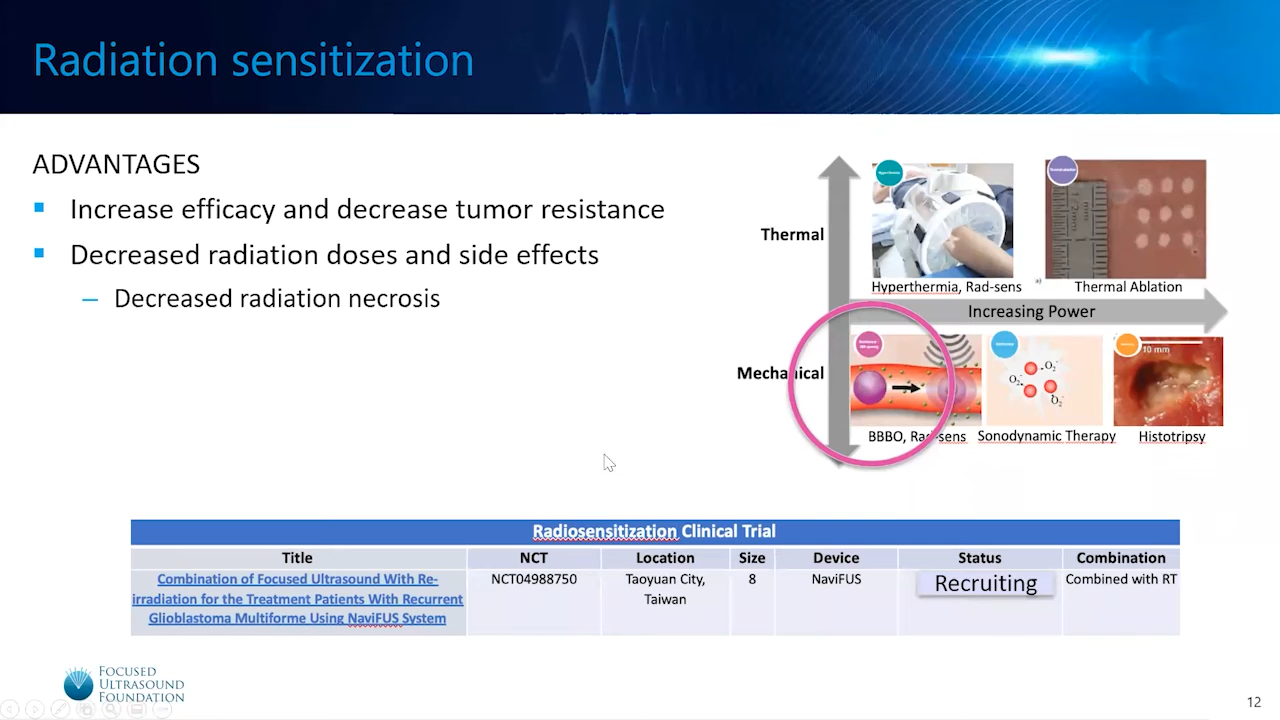 Radiation sensitization
ADVANTAGES
Increase efficacy and decrease tumor resistance
Decreased radiation doses and side effects
– Decreased radiation necrosis
Thermal
Hyperthermia, Rad-sens
Thermal Ablation
Increasing Power
Mechanical
10 mm
O₂⁻
O₂⁻
O₂⁻
BBBO, Rad-sens
Sonodynamic Therapy
Histotripsy
Radiosensitization Clinical Trial
Title NCT Location Size Device Status Combination
Combination of Focused Ultrasound With Re-
irradiation for the Treatment Patients With Recurrent
Glioblastoma Multiforme Using NaviFUS System
NCT04988750
Taoyuan City,
Taiwan
8
NaviFUS
Recruiting
Combined with RT
FOCUSED
ULTRASOUND
FOUNDATION
12